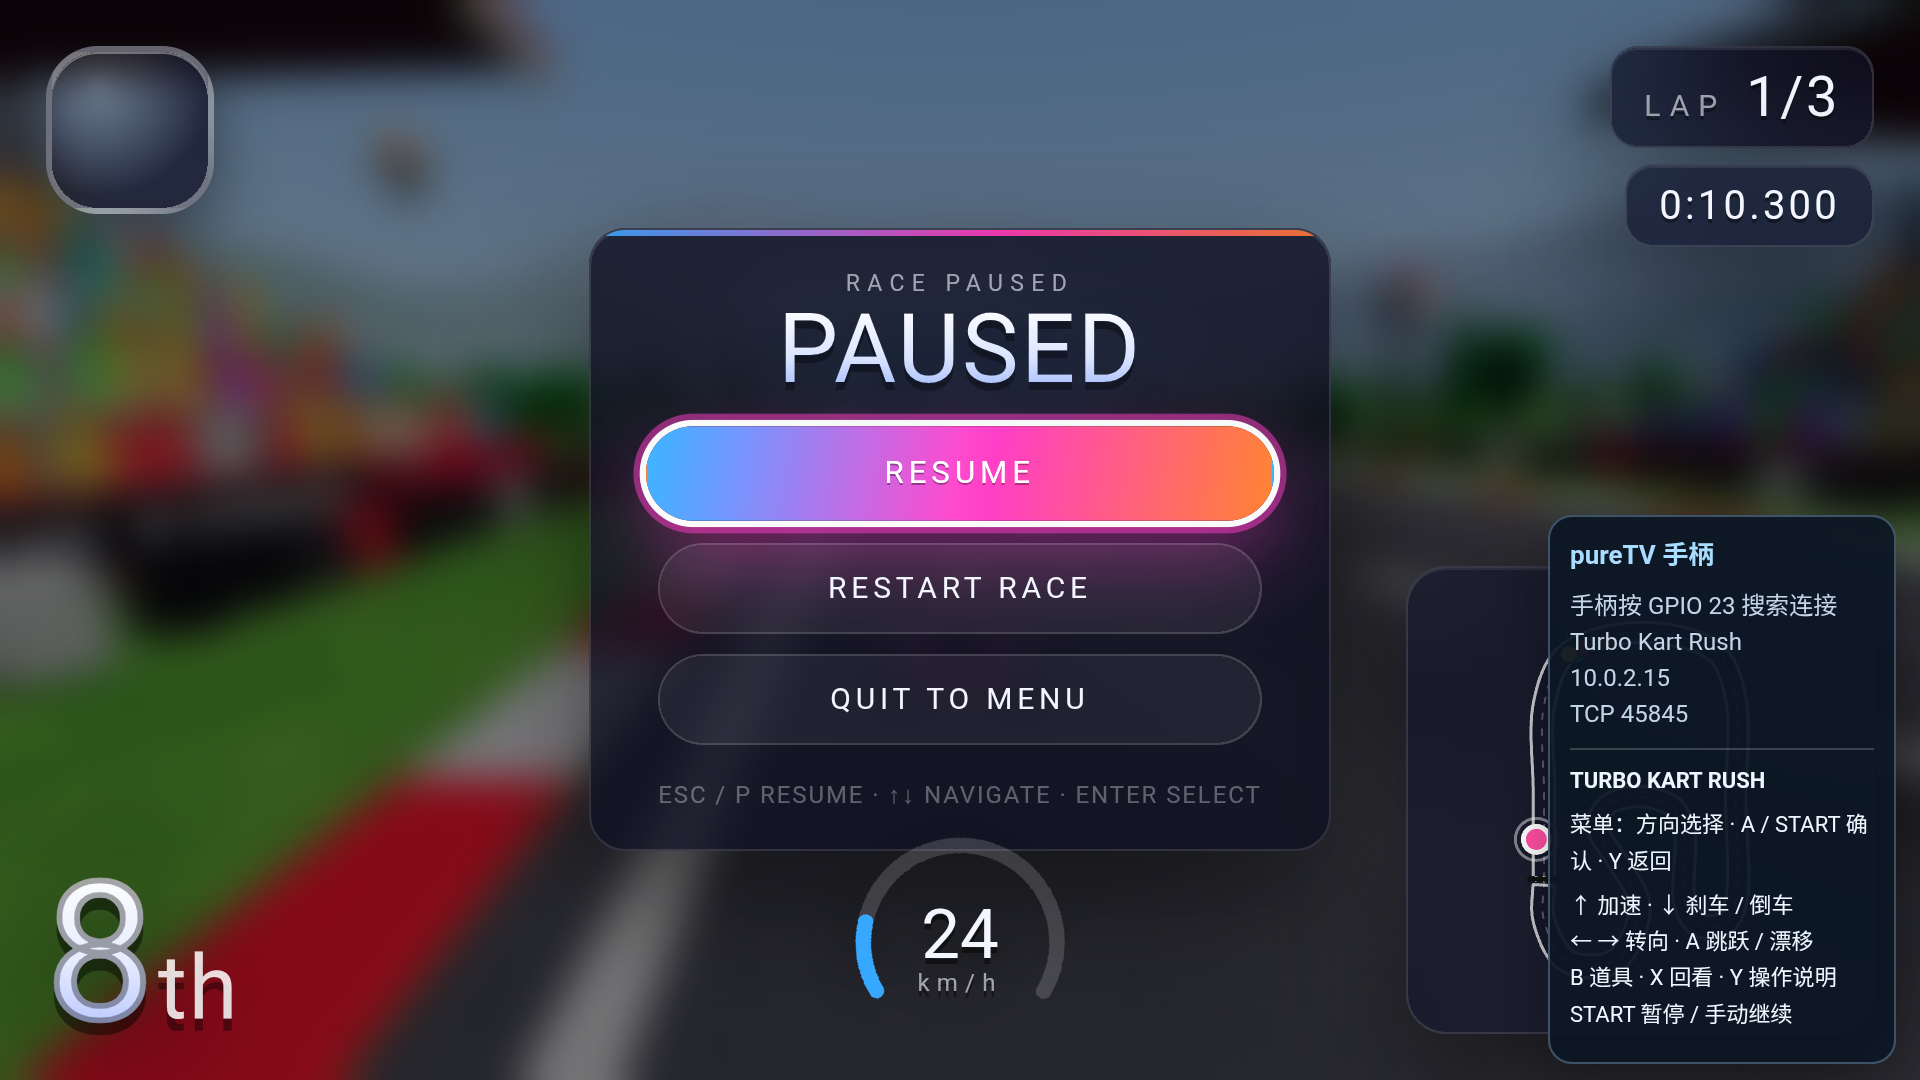 LAP 1/3
0:10.300
RACE PAUSED
PAUSED
RESUME
RESTART RACE
QUIT TO MENU
ESC / P RESUME · ↑↓ NAVIGATE · ENTER SELECT
8th
24
km/h
pureTV 手柄
手柄按 GPIO 23 搜索连接
Turbo Kart Rush
10.0.2.15
TCP 45845
TURBO KART RUSH
菜单：方向选择 · A / START 确
认 · Y 返回
↑ 加速 · ↓ 刹车 / 倒车
← → 转向 · A 跳跃 / 漂移
B 道具 · X 回看 · Y 操作说明
START 暂停 / 手动继续